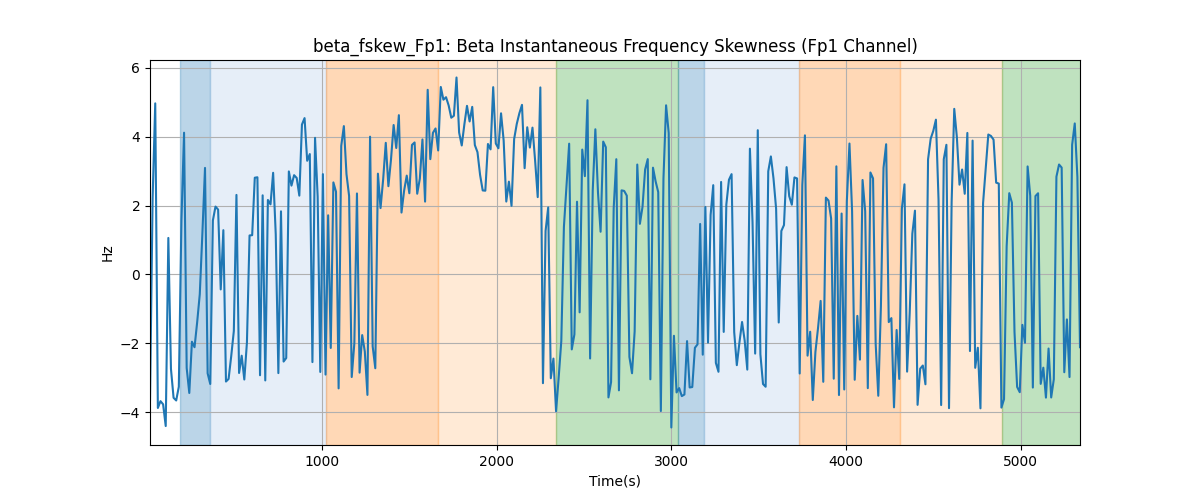 beta_fskew_Fp1: Beta Instantaneous Frequency Skewness (Fp1 Channel)
6
4
2
0
−2
−4
Hz
1000 2000 3000 4000 5000
Time(s)